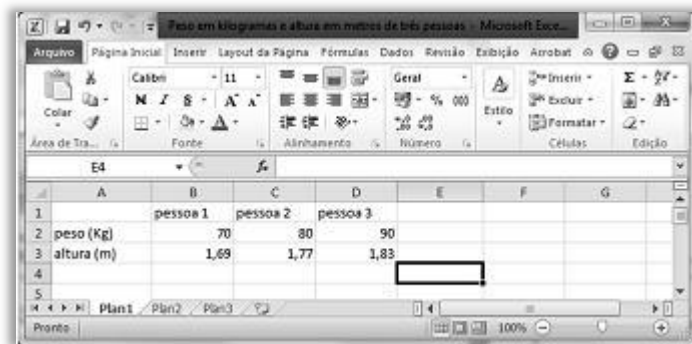 Peso em kilogramas e altura em metros de três pessoas - Microsoft Exce...
Arquivo Página Inicial Inserir Layout da Página Fórmulas Dados Revisão Exibição Acrobat
Colar
Calibri 11
N I S A A
Geral
% 000
Estilo
Inserir
Excluir
Formatar
Σ
Área de Tra... Fonte Alinhamento Número Células Edição
E4 fx
A B C D E F G
1 pessoa 1 pessoa 2 pessoa 3
2 peso (Kg) 70 80 90
3 altura (m) 1,69 1,77 1,83
4
5
Plan1 Plan2 Plan3
Pronto 100%